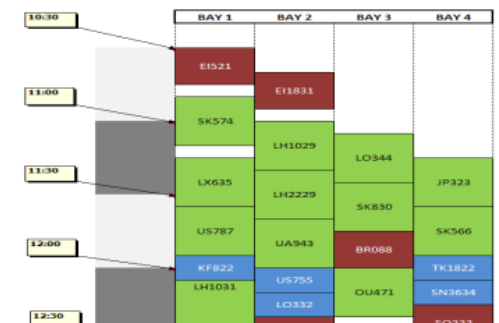 10:30
BAY 1 BAY 2 BAY 3 BAY 4
EI521
EI1831
11:00
SK574
LH1029
LO344
11:30
LX635
JP323
LH2229
SK830
US787
SK566
UA943
BR088
12:00
KF822
TK1822
US755
LH1031
OU471
SN3634
LO332
12:30